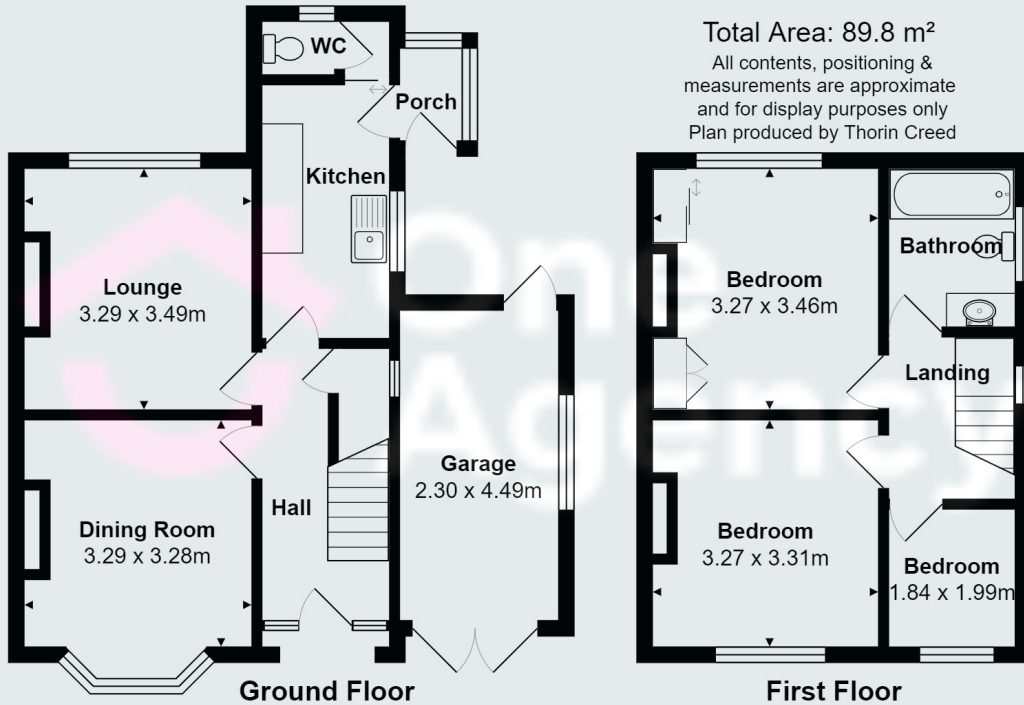 Total Area: 89.8 m²
All contents, positioning &
measurements are approximate
and for display purposes only
Plan produced by Thorin Creed
WC
Porch
Kitchen
Lounge
3.29 x 3.49m
Dining Room
3.29 x 3.28m
Hall
Garage
2.30 x 4.49m
Ground Floor
Bedroom
3.27 x 3.46m
Bathroom
Landing
Bedroom
3.27 x 3.31m
Bedroom
1.84 x 1.99m
First Floor
One
Agency